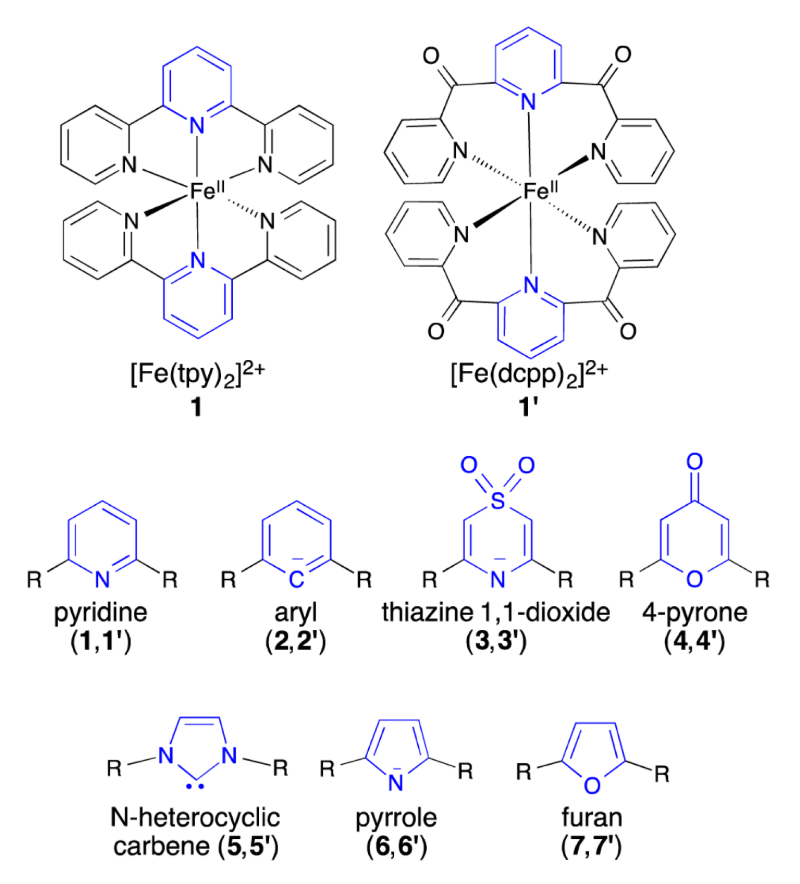 O O
N N
N N N Fe^II N
Fe^II N N
N N N N
N N
O O
[Fe(tpy)₂]²⁺ [Fe(dcpp)₂]²⁺
1 1'
O O O
S
R N R R C⁻ R R N⁻ R R O R
pyridine aryl thiazine 1,1-dioxide 4-pyrone
(1,1') (2,2') (3,3') (4,4')
R N N R R N⁻ R R O R
N-heterocyclic pyrrole furan
carbene (5,5') (6,6') (7,7')